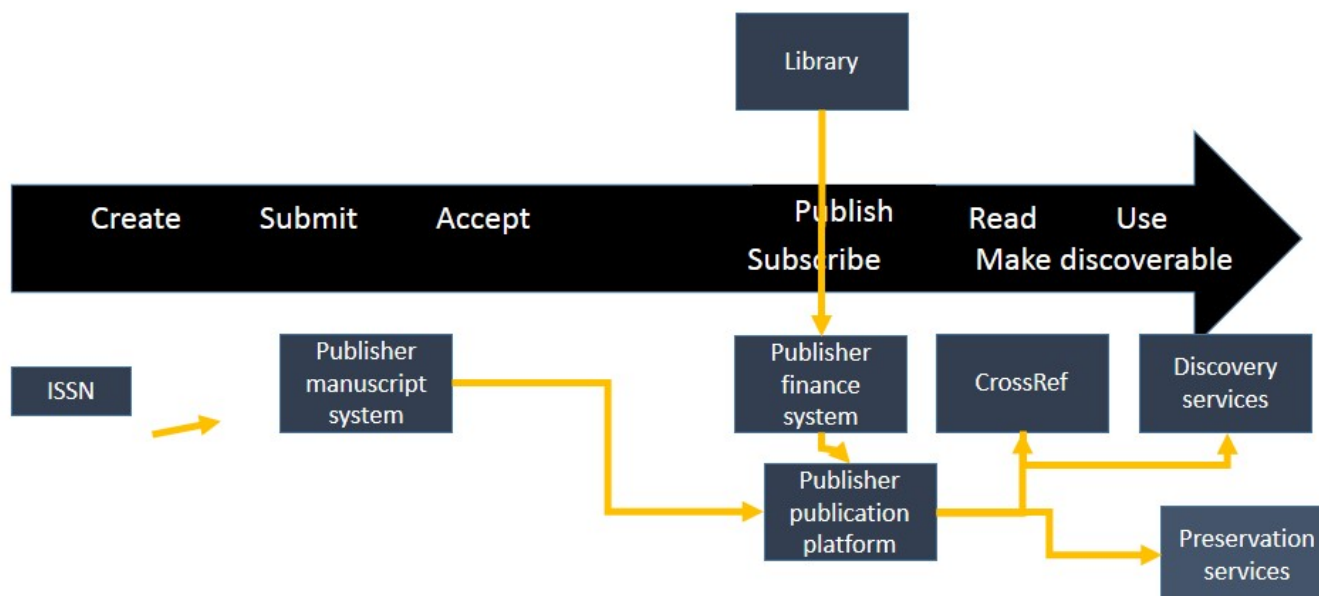 Library
Create Submit Accept Publish Read Use
Subscribe Make discoverable
ISSN
Publisher
manuscript
system
Publisher
finance
system
CrossRef
Discovery
services
Publisher
publication
platform
Preservation
services